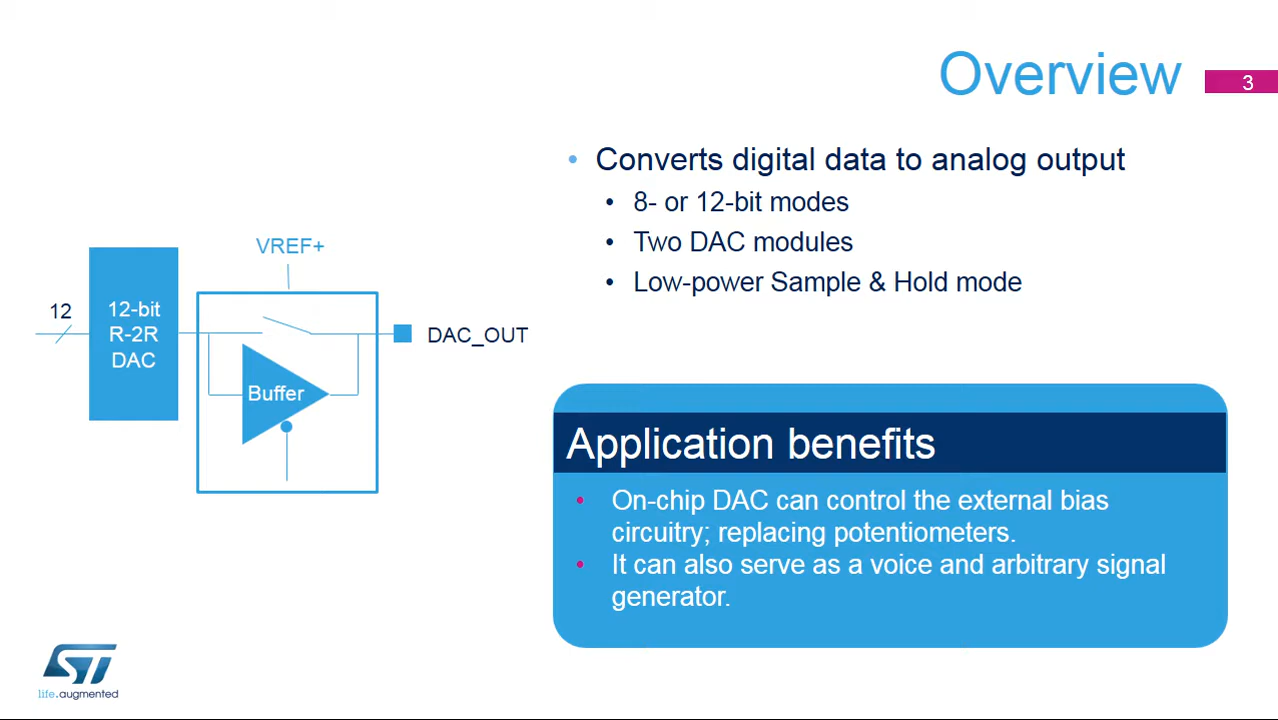 Overview
3
• Converts digital data to analog output
• 8- or 12-bit modes
• Two DAC modules
• Low-power Sample & Hold mode
VREF+
12
12-bit
R-2R
DAC
DAC_OUT
Buffer
Application benefits
• On-chip DAC can control the external bias
circuitry; replacing potentiometers.
• It can also serve as a voice and arbitrary signal
generator.
ST
life.augmented